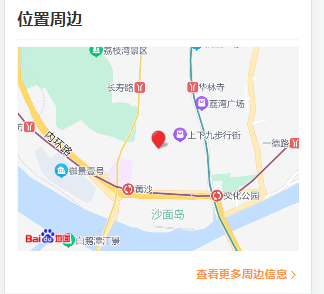 位置周边
荔枝湾景区
长寿路
华林寺
荔湾广场
上下九步行街
一德路
内环路
御景壹号
黄沙
文化公园
沙面岛
Bai du 地图
白鹅潭江景
查看更多周边信息 >